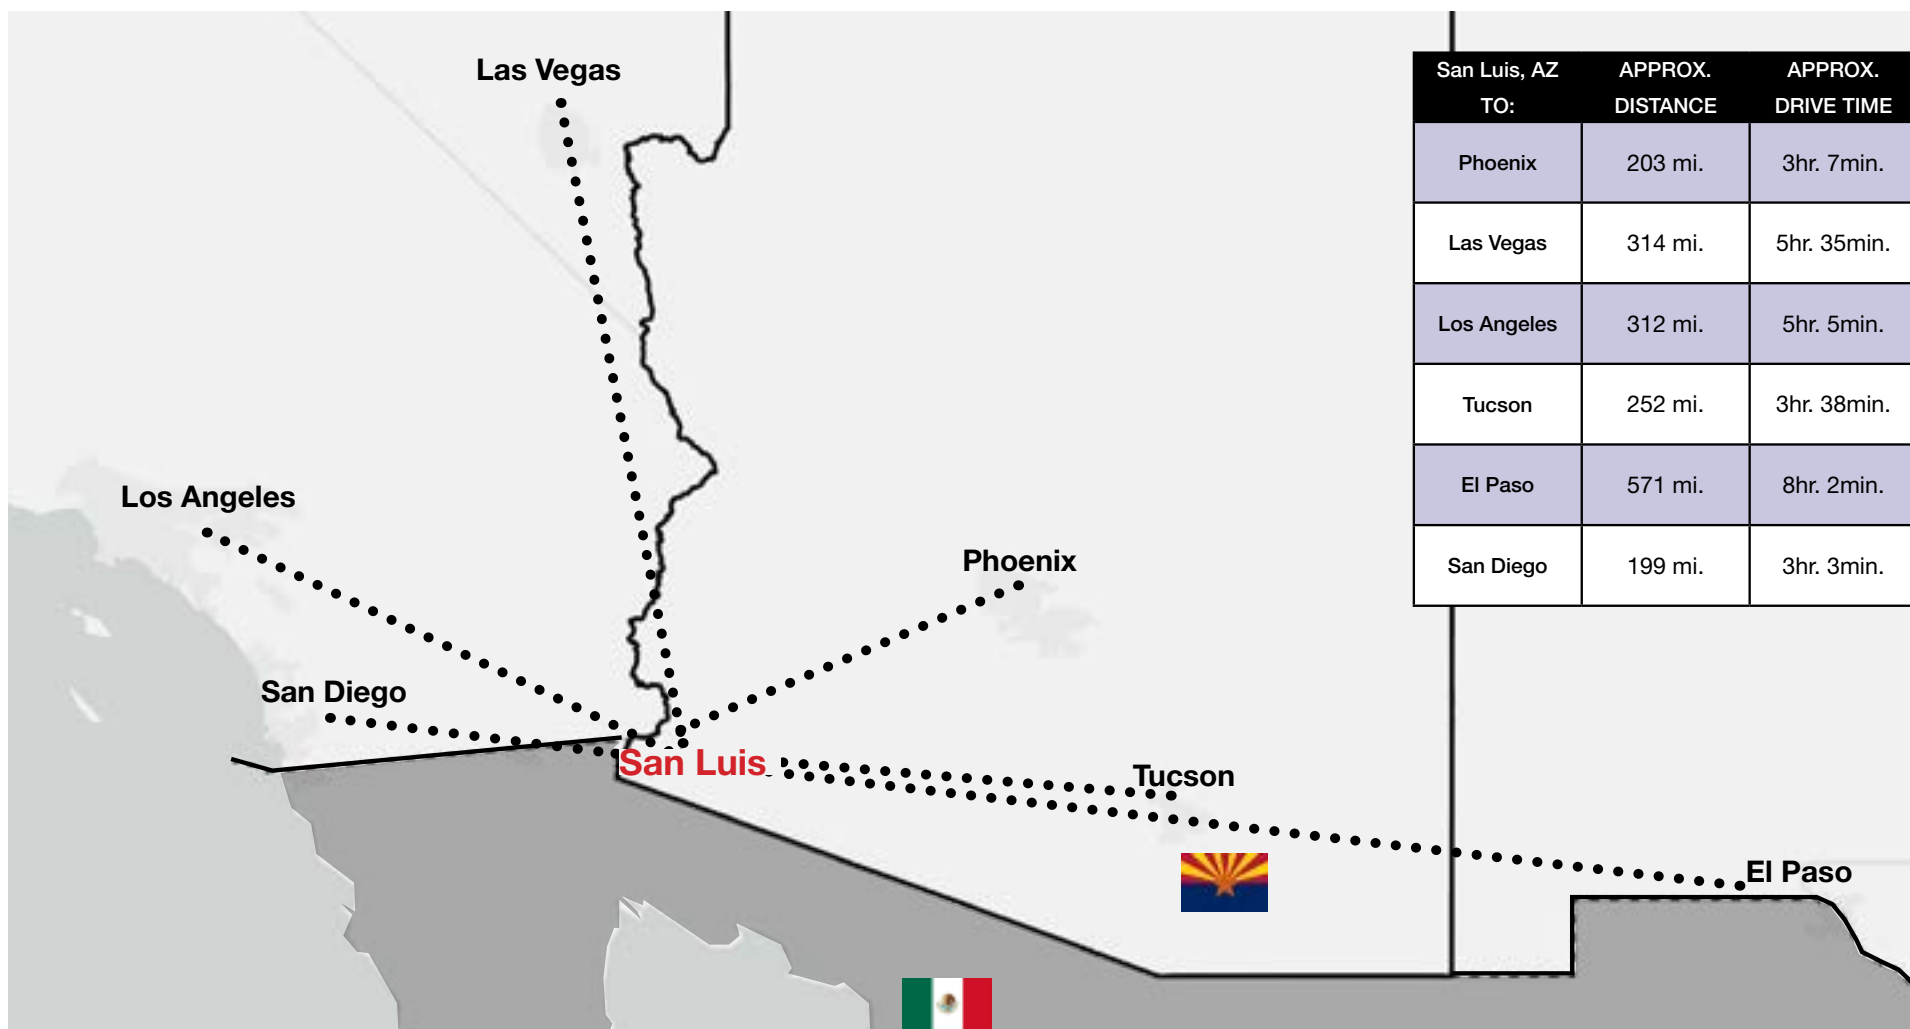 Las Vegas
Los Angeles
Phoenix
San Diego
San Luis
Tucson
El Paso
San Luis, AZ TO: APPROX. DISTANCE APPROX. DRIVE TIME
Phoenix 203 mi. 3hr. 7min.
Las Vegas 314 mi. 5hr. 35min.
Los Angeles 312 mi. 5hr. 5min.
Tucson 252 mi. 3hr. 38min.
El Paso 571 mi. 8hr. 2min.
San Diego 199 mi. 3hr. 3min.